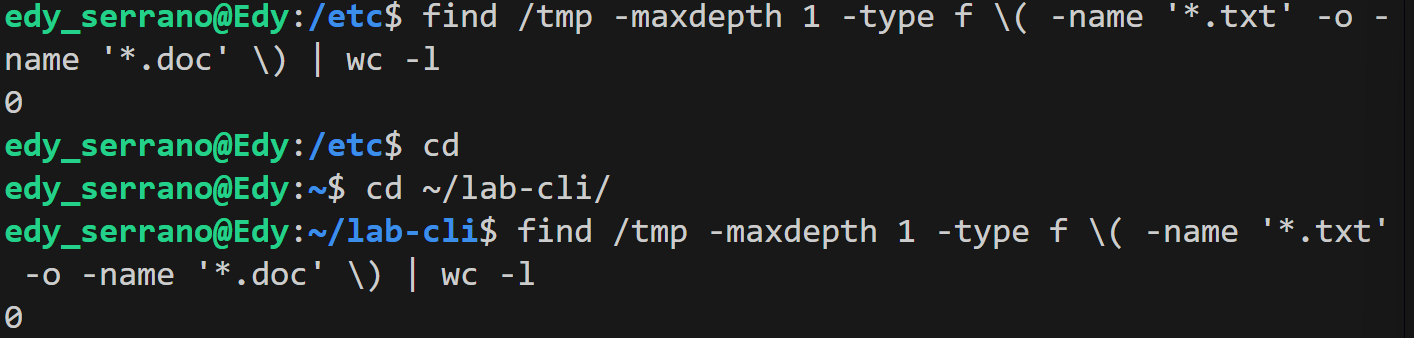 edy_serrano@Edy:/etc$ find /tmp -maxdepth 1 -type f \( -name '*.txt' -o -
name '*.doc' \) | wc -l
0
edy_serrano@Edy:/etc$ cd
edy_serrano@Edy:~$ cd ~/lab-cli/
edy_serrano@Edy:~/lab-cli$ find /tmp -maxdepth 1 -type f \( -name '*.txt'
 -o -name '*.doc' \) | wc -l
0